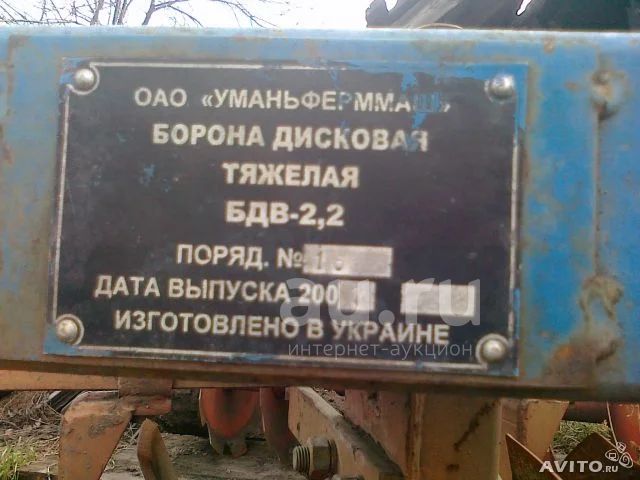 ОАО «УМАНЬФЕРММАШ»
БОРОНА ДИСКОВАЯ
ТЯЖЕЛАЯ
БДВ-2,2
ПОРЯД. №
ДАТА ВЫПУСКА 200
ИЗГОТОВЛЕНО В УКРАИНЕ
au.ru
интернет-аукцион
AVITO.ru